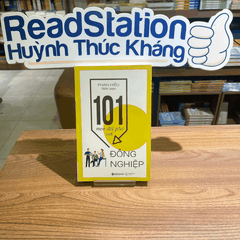 ReadStation
Huỳnh Thúc Kháng
101
ĐỒNG
NGHIỆP